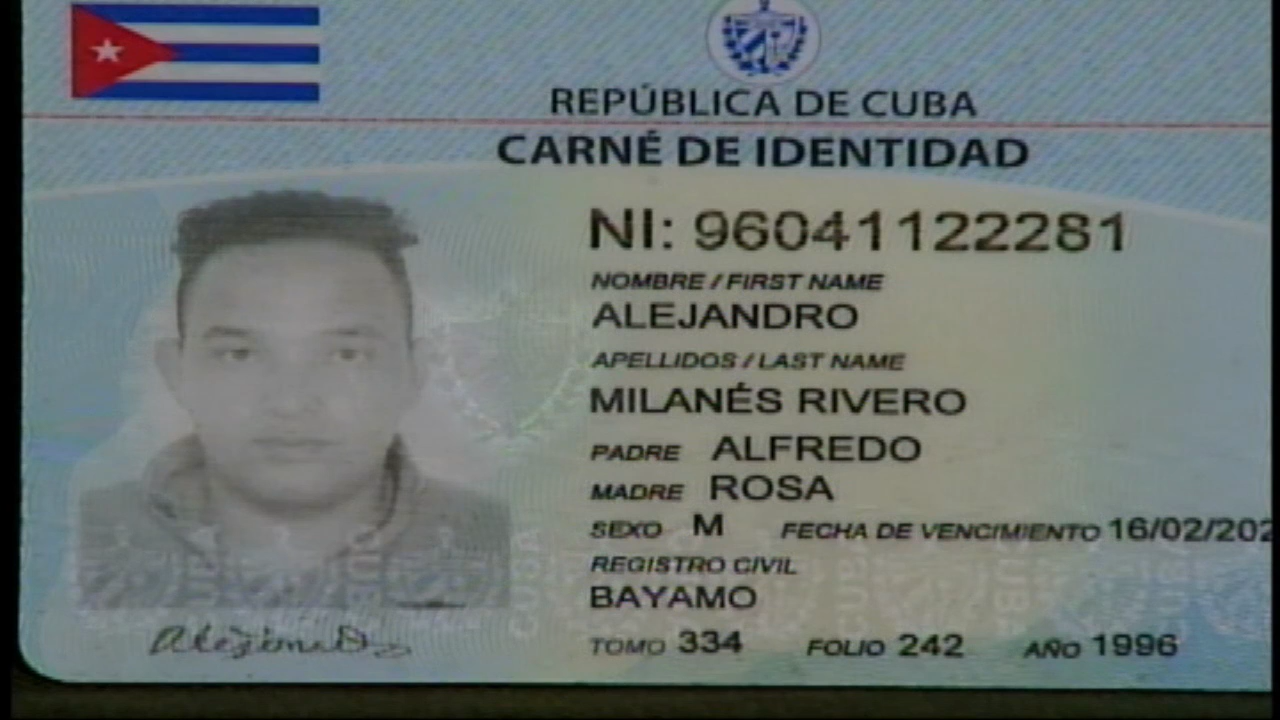 REPÚBLICA DE CUBA
CARNÉ DE IDENTIDAD
NI: 96041122281
NOMBRE / FIRST NAME
ALEJANDRO
APELLIDOS / LAST NAME
MILANÉS RIVERO
PADRE ALFREDO
MADRE ROSA
SEXO M FECHA DE VENCIMIENTO 16/02/202
REGISTRO CIVIL
BAYAMO
TOMO 334 FOLIO 242 AÑO 1996